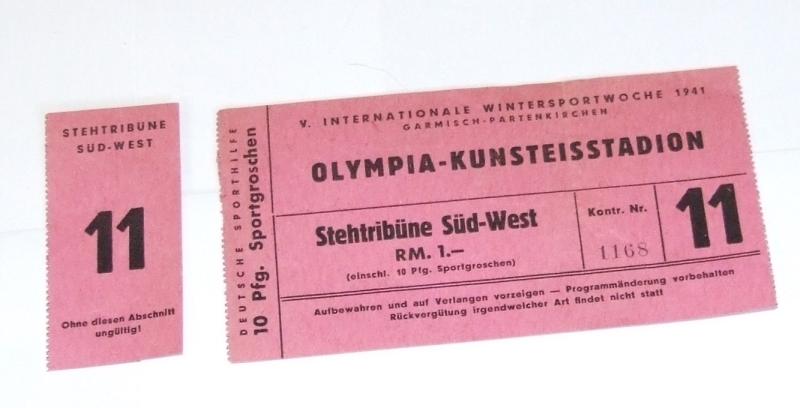 STEHTRIBÜNE
SÜD-WEST
11
Ohne diesen Abschnitt
ungültig!
DEUTSCHE SPORTHILFE
10 Pfg. Sportgroschen
V. INTERNATIONALE WINTERSPORTWOCHE 1941
GARMISCH-PARTENKIRCHEN
OLYMPIA-KUNSTEISSTADION
Stehtribüne Süd-West
RM. 1.—
(einschl. 10 Pfg. Sportgroschen)
Kontr. Nr.
1168
11
Aufbewahren und auf Verlangen vorzeigen — Programmänderung vorbehalten
Rückvergütung irgendwelcher Art findet nicht statt